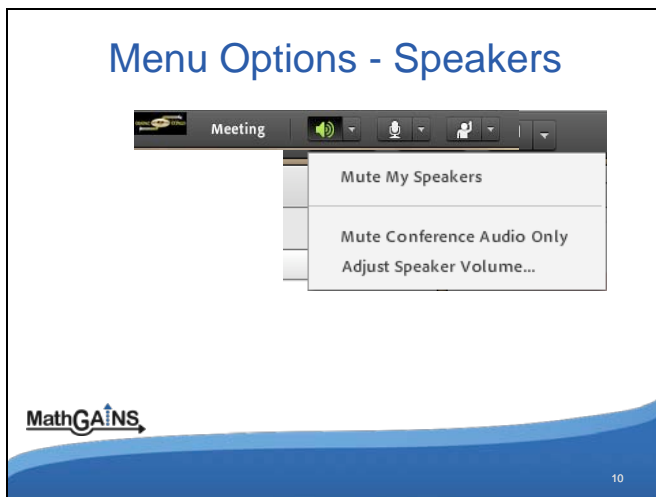 Menu Options - Speakers
Meeting
Mute My Speakers
Mute Conference Audio Only
Adjust Speaker Volume...
MathGAINS
10